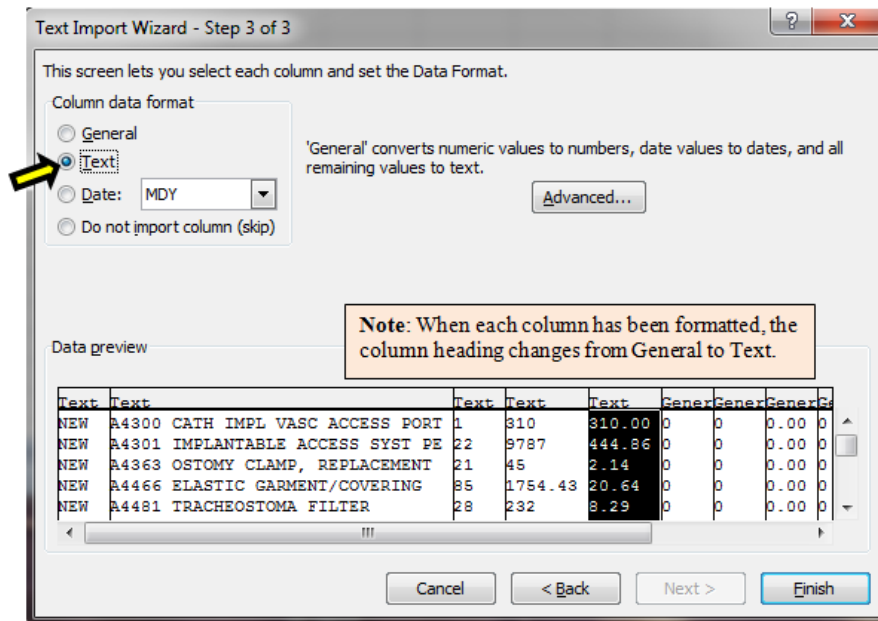 Text Import Wizard - Step 3 of 3
This screen lets you select each column and set the Data Format.
Column data format
General
Text
Date: MDY
Do not import column (skip)
'General' converts numeric values to numbers, date values to dates, and all
remaining values to text.
Advanced...
Note: When each column has been formatted, the
column heading changes from General to Text.
Data preview
Text Text Text Text Text GenerGenerGenerGe
NEW A4300 CATH IMPL VASC ACCESS PORT 1 310 310.00 0 0 0.00 0
NEW A4301 IMPLANTABLE ACCESS SYST PE 22 9787 444.86 0 0 0.00 0
NEW A4363 OSTOMY CLAMP, REPLACEMENT 21 45 2.14 0 0 0.00 0
NEW A4466 ELASTIC GARMENT/COVERING 85 1754.43 20.64 0 0 0.00 0
NEW A4481 TRACHEOSTOMA FILTER 28 232 8.29 0 0 0.00 0
Cancel < Back Next > Finish